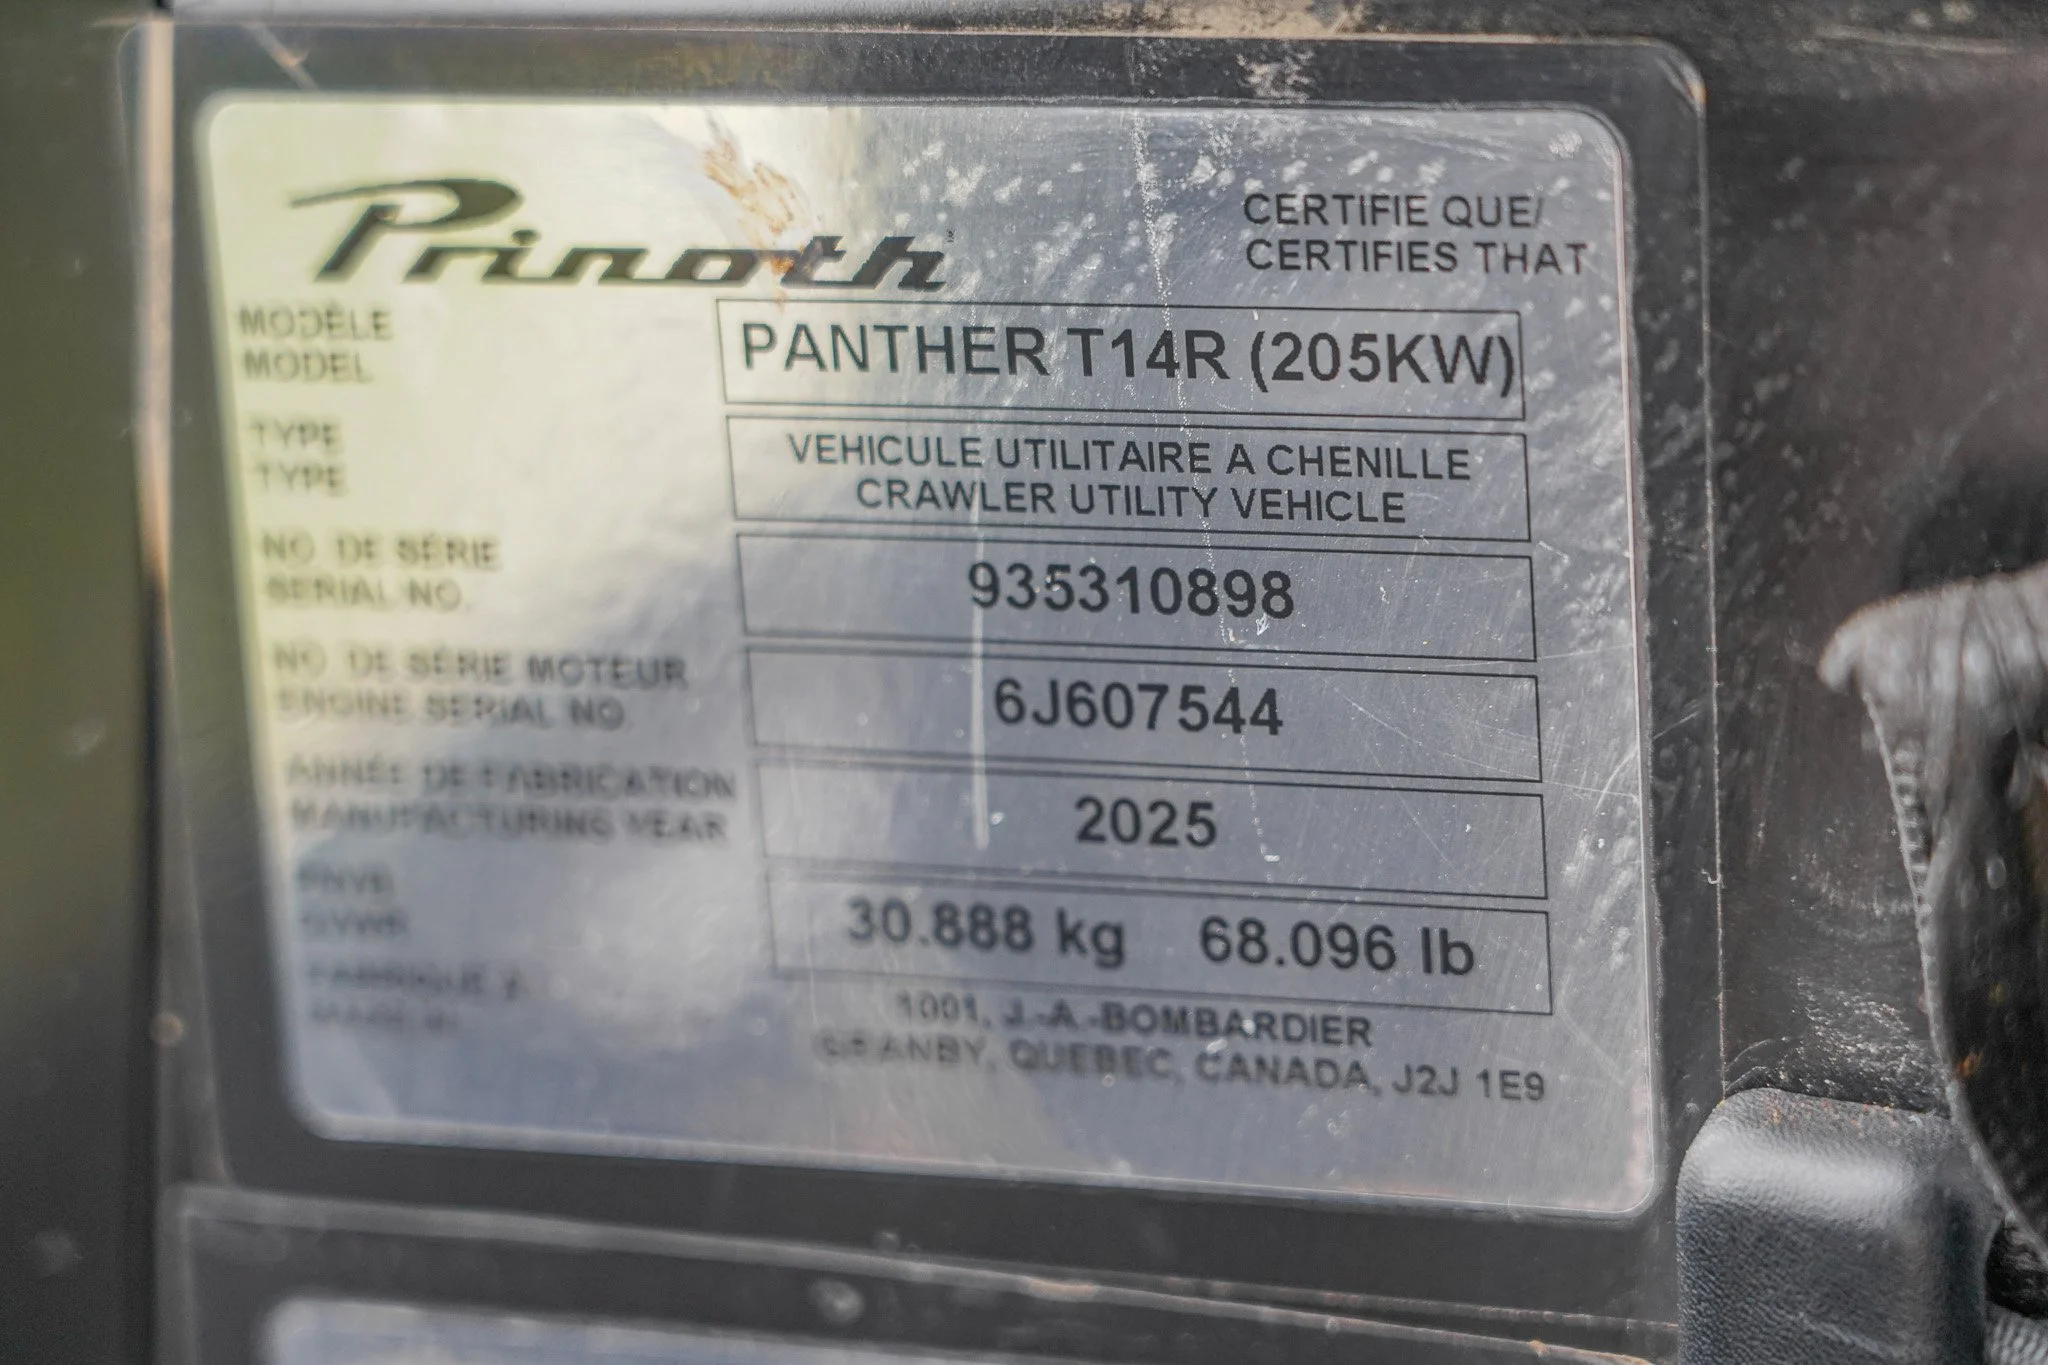 Prinoth
CERTIFIE QUE/
CERTIFIES THAT
MODÈLE
MODEL
PANTHER T14R (205KW)
TYPE
TYPE
VEHICULE UTILITAIRE A CHENILLE
CRAWLER UTILITY VEHICLE
NO. DE SÉRIE
SERIAL NO.
935310898
NO. DE SÉRIE MOTEUR
ENGINE SERIAL NO.
6J607544
ANNÉE DE FABRICATION
MANUFACTURING YEAR
2025
PNVB
GVWR
30.888 kg 68.096 lb
FABRIQUÉ À
1001, J.-A.-BOMBARDIER
GRANBY, QUEBEC, CANADA, J2J 1E9